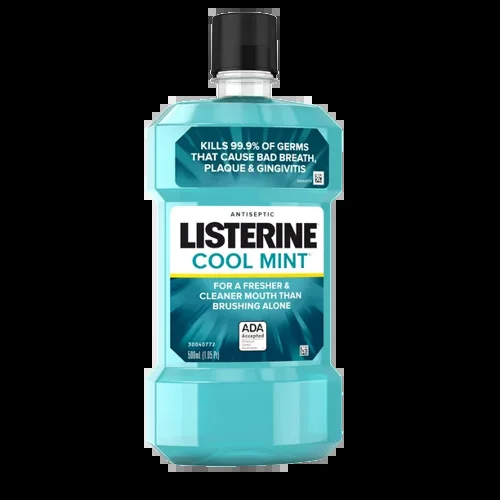 KILLS 99.9% OF GERMS
THAT CAUSE BAD BREATH,
PLAQUE & GINGIVITIS
ANTISEPTIC
LISTERINE
COOL MINT
FOR A FRESHER &
CLEANER MOUTH THAN
BRUSHING ALONE
ADA
Accepted
30040772
500mL (1.05 Pt)